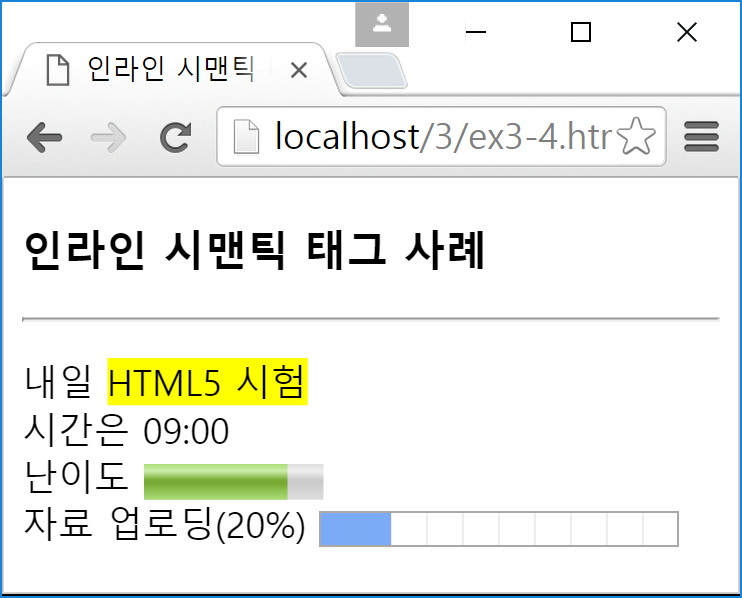 인라인 시맨틱
localhost/3/ex3-4.htr
인라인 시맨틱 태그 사례
내일 HTML5 시험
시간은 09:00
난이도
자료 업로딩(20%)